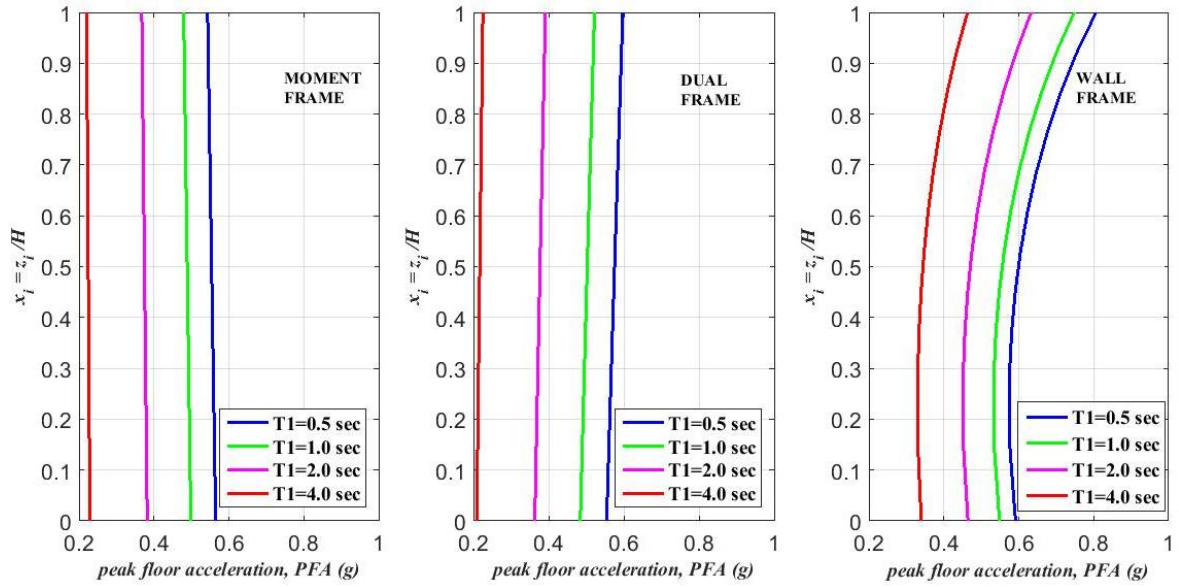 1
0.9
0.8
0.7
0.6
0.5
0.4
0.3
0.2
0.1
0
x_i = z_i/H
MOMENT
FRAME
T1=0.5 sec
T1=1.0 sec
T1=2.0 sec
T1=4.0 sec
0.2 0.4 0.6 0.8 1
peak floor acceleration, PFA (g)
1
0.9
0.8
0.7
0.6
0.5
0.4
0.3
0.2
0.1
0
x_i = z_i/H
DUAL
FRAME
T1=0.5 sec
T1=1.0 sec
T1=2.0 sec
T1=4.0 sec
0.2 0.4 0.6 0.8 1
peak floor acceleration, PFA (g)
1
0.9
0.8
0.7
0.6
0.5
0.4
0.3
0.2
0.1
0
x_i = z_i/H
WALL
FRAME
T1=0.5 sec
T1=1.0 sec
T1=2.0 sec
T1=4.0 sec
0.2 0.4 0.6 0.8 1
peak floor acceleration, PFA (g)